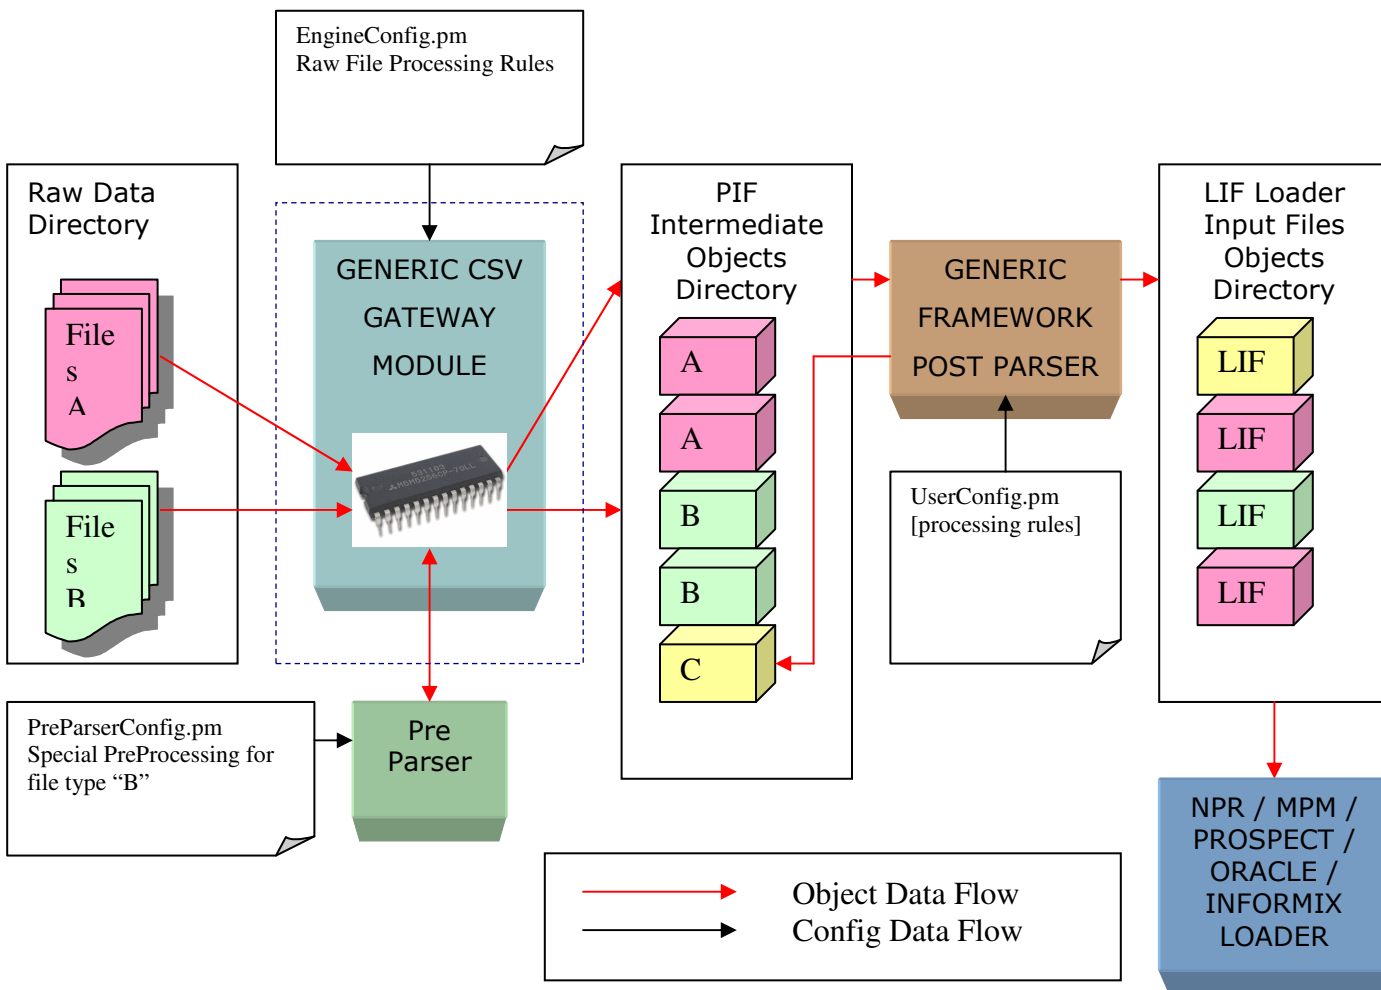 EngineConfig.pm
Raw File Processing Rules
Raw Data
Directory
File
s
A
File
s
B
GENERIC CSV
GATEWAY
MODULE
M5M5256CP-70LL
PreParserConfig.pm
Special PreProcessing for
file type “B”
Pre
Parser
PIF
Intermediate
Objects
Directory
A
A
B
B
C
GENERIC
FRAMEWORK
POST PARSER
UserConfig.pm
[processing rules]
LIF Loader
Input Files
Objects
Directory
LIF
LIF
LIF
LIF
NPR / MPM /
PROSPECT /
ORACLE /
INFORMIX
LOADER
Object Data Flow
Config Data Flow